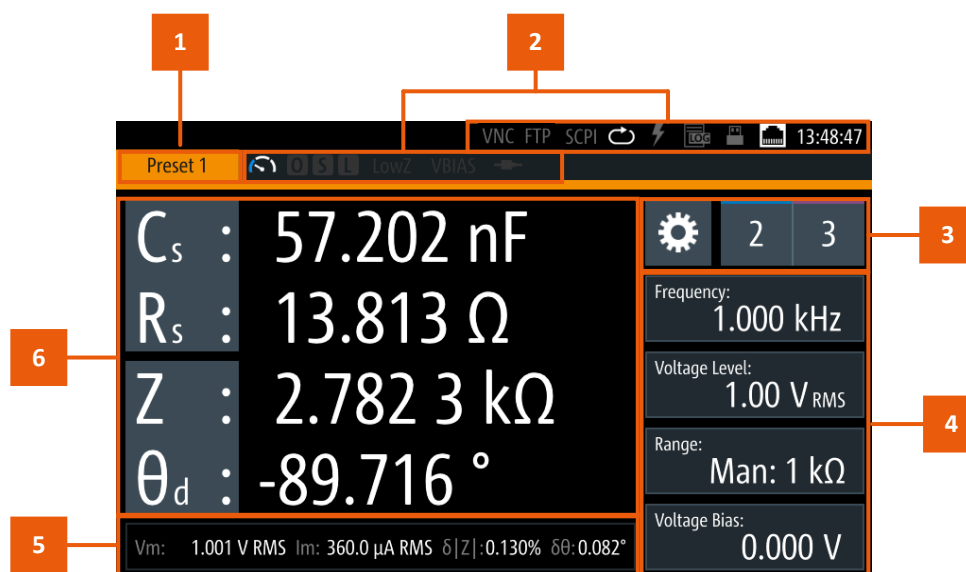 1
2
VNC FTP SCPI LOG 13:48:47
Preset 1 O S L LowZ VBIAS
Cs : 57.202 nF
2 3
3
Frequency:
1.000 kHz
Rs : 13.813 Ω
6
Voltage Level:
1.00 V RMS
Z : 2.782 3 kΩ
4
Range:
Man: 1 kΩ
θd : -89.716 °
Voltage Bias:
0.000 V
5
Vm: 1.001 V RMS Im: 360.0 µA RMS δ|Z|:0.130% δθ:0.082°